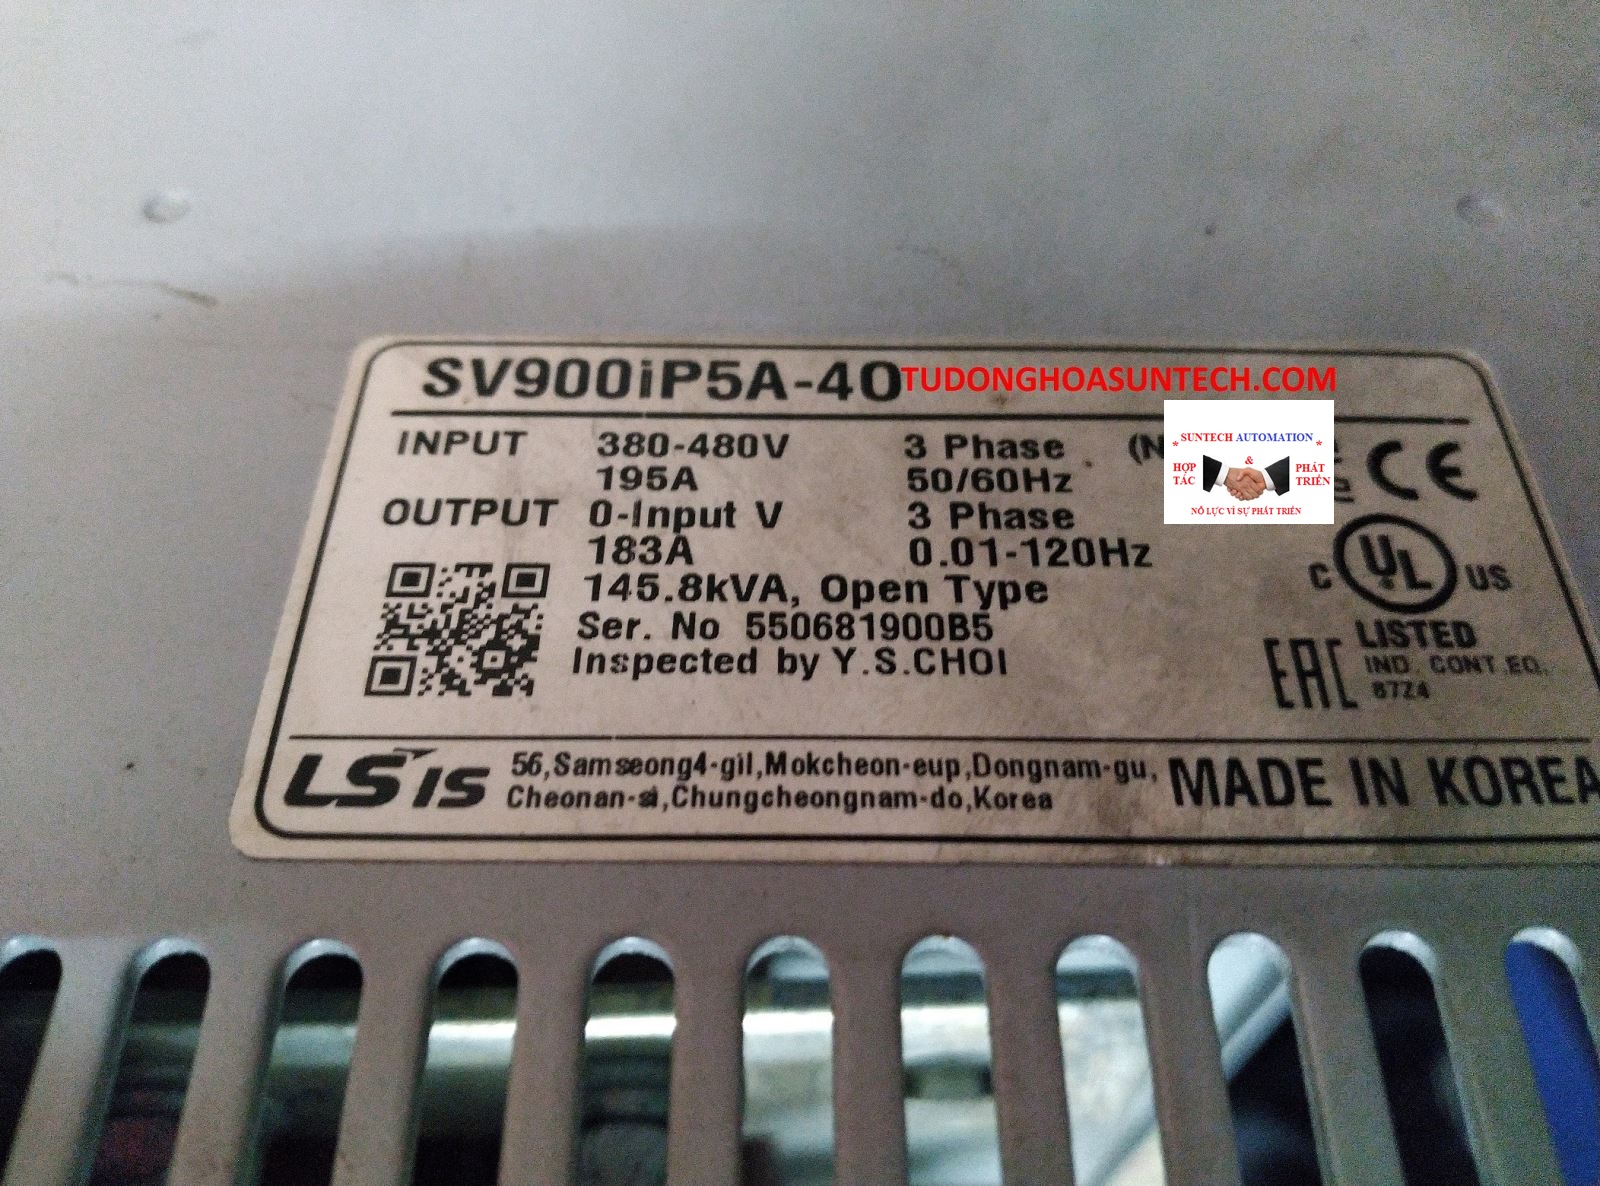 SV900iP5A-4O TUDONGHOASUNTECH.COM
INPUT 380-480V 3 Phase (N
195A 50/60Hz
OUTPUT 0-Input V 3 Phase
183A 0.01-120Hz
145.8kVA, Open Type
Ser. No 550681900B5
Inspected by Y.S.CHOI
* SUNTECH AUTOMATION *
HỢP TÁC & PHÁT TRIỂN
NỖ LỰC VÌ SỰ PHÁT TRIỂN
CE
C UL US
LISTED
IND. CONT.EQ.
87Z4
EAC
LSIS 56,Samseong4-gil,Mokcheon-eup,Dongnam-gu,
Cheonan-si,Chungcheongnam-do,Korea
MADE IN KOREA